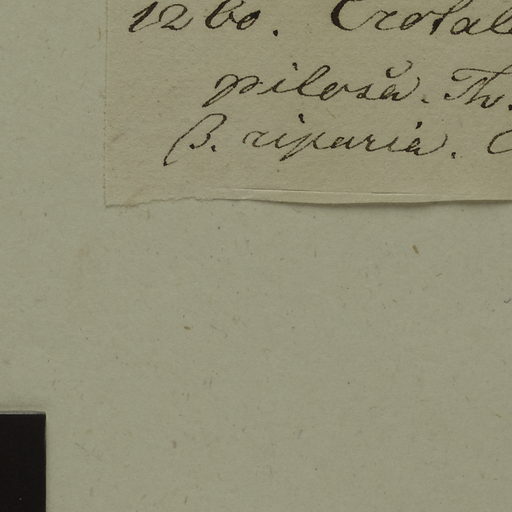 1260. Crotal
pilosa. Th.
β. riparia.